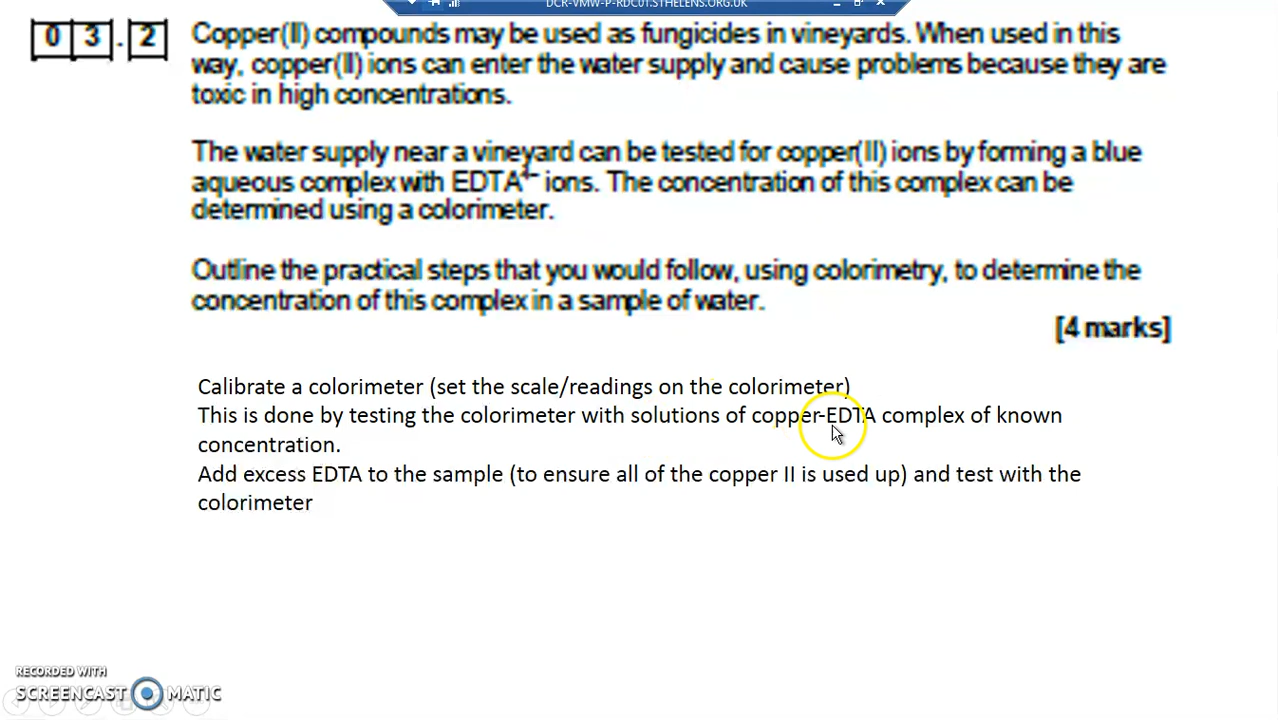 DCR-VMW-P-RDC01.STHELENS.ORG.UK
0 3 . 2 Copper(II) compounds may be used as fungicides in vineyards. When used in this
way, copper(II) ions can enter the water supply and cause problems because they are
toxic in high concentrations.
The water supply near a vineyard can be tested for copper(II) ions by forming a blue
aqueous complex with EDTA⁴⁻ ions. The concentration of this complex can be
determined using a colorimeter.
Outline the practical steps that you would follow, using colorimetry, to determine the
concentration of this complex in a sample of water.
[4 marks]
Calibrate a colorimeter (set the scale/readings on the colorimeter)
This is done by testing the colorimeter with solutions of copper-EDTA complex of known
concentration.
Add excess EDTA to the sample (to ensure all of the copper II is used up) and test with the
colorimeter
RECORDED WITH
SCREENCAST MATIC